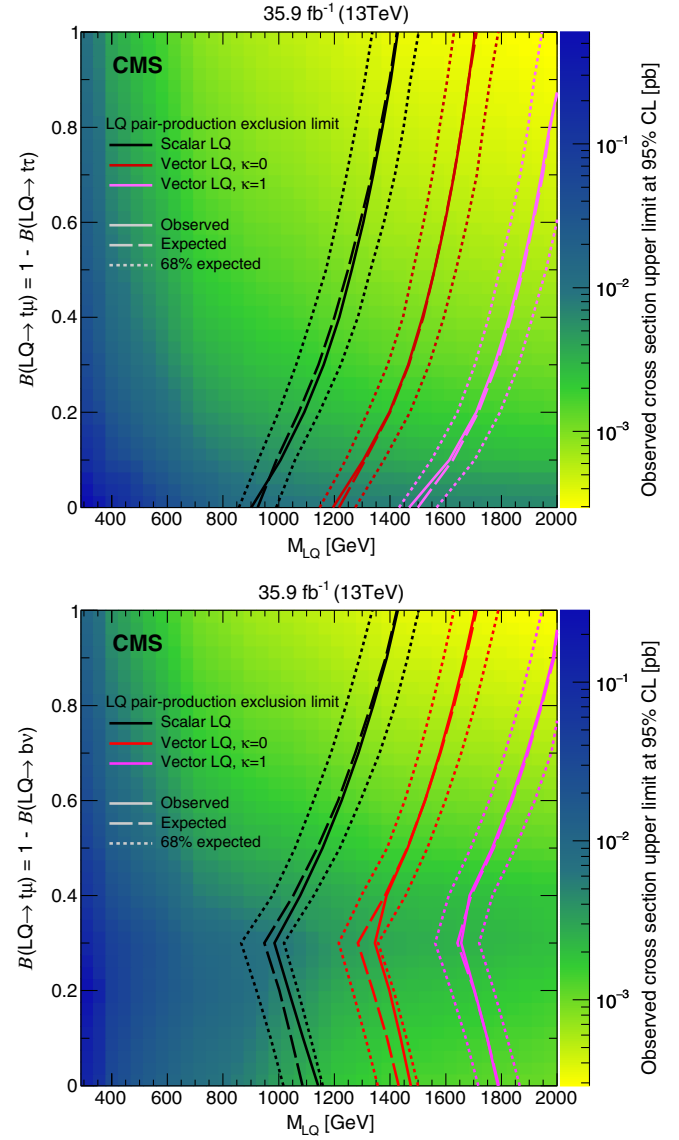 35.9 fb⁻¹ (13TeV)
CMS
LQ pair-production exclusion limit
Scalar LQ
Vector LQ, κ=0
Vector LQ, κ=1
Observed
Expected
68% expected
B(LQ→ tμ) = 1 - B(LQ→ tτ)
1
0.8
0.6
0.4
0.2
0
400 600 800 1000 1200 1400 1600 1800 2000
M_LQ [GeV]
10⁻¹
10⁻²
10⁻³
Observed cross section upper limit at 95% CL [pb]
35.9 fb⁻¹ (13TeV)
CMS
LQ pair-production exclusion limit
Scalar LQ
Vector LQ, κ=0
Vector LQ, κ=1
Observed
Expected
68% expected
B(LQ→ tμ) = 1 - B(LQ→ bν)
1
0.8
0.6
0.4
0.2
0
400 600 800 1000 1200 1400 1600 1800 2000
M_LQ [GeV]
10⁻¹
10⁻²
10⁻³
Observed cross section upper limit at 95% CL [pb]